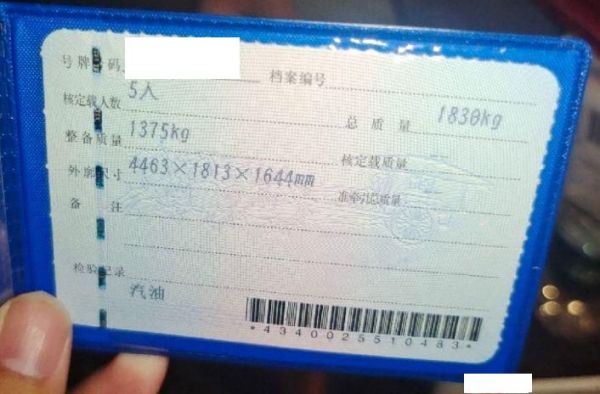 号牌号码 档案编号
核定载人数 5人 总质量 1830kg
整备质量 1375kg 核定载质量
外廓尺寸 4463×1813×1644mm 准牵引总质量
备注
检验记录
汽油
*4340025510483*